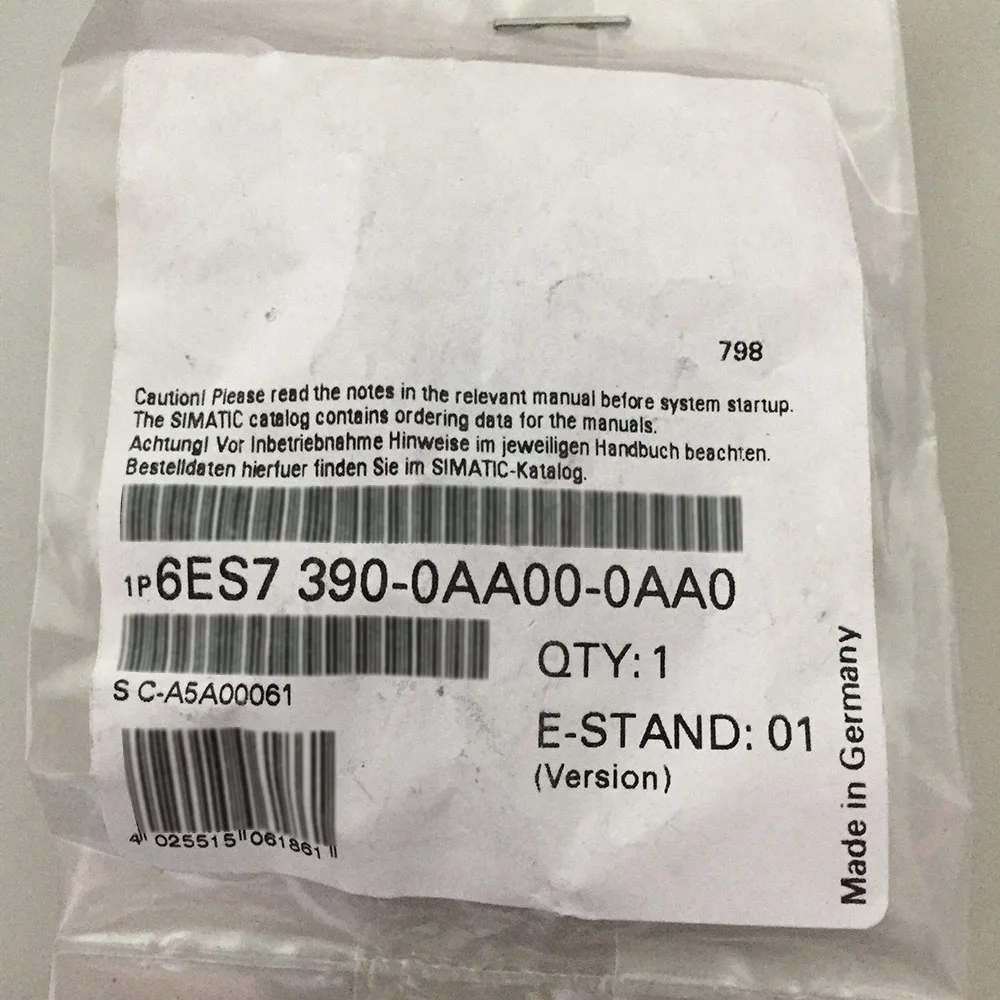 798
Caution! Please read the notes in the relevant manual before system startup.
The SIMATIC catalog contains ordering data for the manuals.
Achtung! Vor Inbetriebnahme Hinweise im jeweiligen Handbuch beachten.
Bestelldaten hierfuer finden Sie im SIMATIC-Katalog.
1P 6ES7 390-0AA00-0AA0
QTY: 1
S C-A5A00061
E-STAND: 01
(Version)
4 025515 061861
Made in Germany